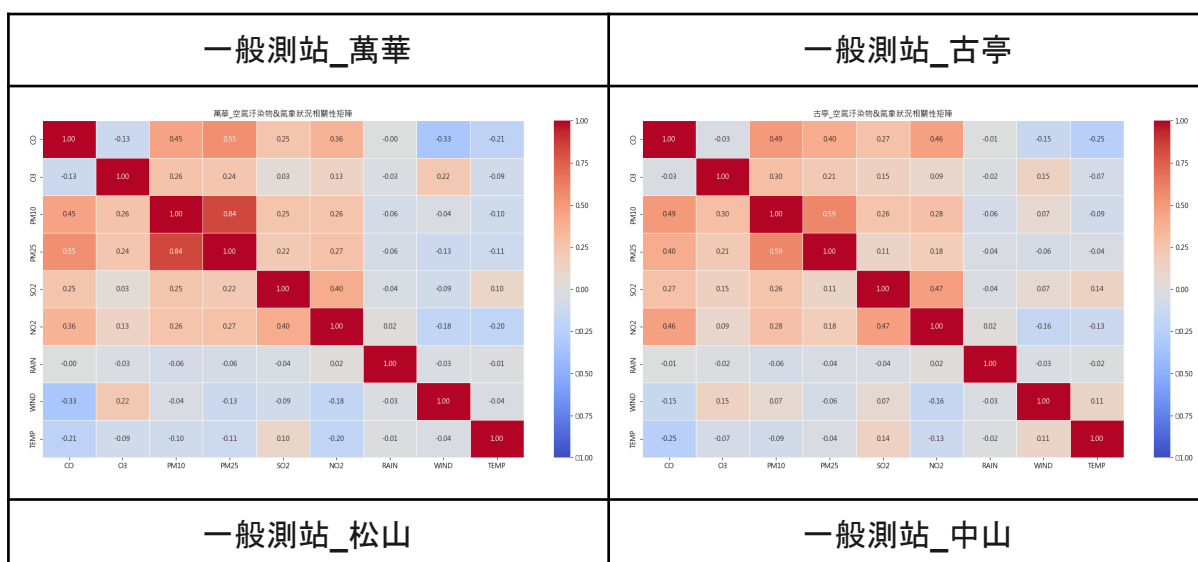 一般測站_萬華
一般測站_古亭
萬華_空氣汙染物&氣象狀況相關性矩陣
CO 1.00 -0.13 0.45 0.55 0.25 0.36 -0.00 -0.33 -0.21
O3 -0.13 1.00 0.26 0.24 0.03 0.13 -0.03 0.22 -0.09
PM10 0.45 0.26 1.00 0.84 0.25 0.26 -0.06 -0.04 -0.10
PM25 0.55 0.24 0.84 1.00 0.22 0.27 -0.06 -0.13 -0.11
SO2 0.25 0.03 0.25 0.22 1.00 0.40 -0.04 -0.09 0.10
NO2 0.36 0.13 0.26 0.27 0.40 1.00 0.02 -0.18 -0.20
RAIN -0.00 -0.03 -0.06 -0.06 -0.04 0.02 1.00 -0.03 -0.01
WIND -0.33 0.22 -0.04 -0.13 -0.09 -0.18 -0.03 1.00 -0.04
TEMP -0.21 -0.09 -0.10 -0.11 0.10 -0.20 -0.01 -0.04 1.00
CO O3 PM10 PM25 SO2 NO2 RAIN WIND TEMP
1.00
0.75
0.50
0.25
0.00
□0.25
□0.50
□0.75
□1.00
古亭_空氣汙染物&氣象狀況相關性矩陣
CO 1.00 -0.03 0.49 0.40 0.27 0.46 -0.01 -0.15 -0.25
O3 -0.03 1.00 0.30 0.21 0.15 0.09 -0.02 0.15 -0.07
PM10 0.49 0.30 1.00 0.59 0.26 0.28 -0.06 0.07 -0.09
PM25 0.40 0.21 0.59 1.00 0.11 0.18 -0.04 -0.06 -0.04
SO2 0.27 0.15 0.26 0.11 1.00 0.47 -0.04 0.07 0.14
NO2 0.46 0.09 0.28 0.18 0.47 1.00 0.02 -0.16 -0.13
RAIN -0.01 -0.02 -0.06 -0.04 -0.04 0.02 1.00 -0.03 -0.02
WIND -0.15 0.15 0.07 -0.06 0.07 -0.16 -0.03 1.00 0.11
TEMP -0.25 -0.07 -0.09 -0.04 0.14 -0.13 -0.02 0.11 1.00
CO O3 PM10 PM25 SO2 NO2 RAIN WIND TEMP
1.00
0.75
0.50
0.25
0.00
□0.25
□0.50
□0.75
□1.00
一般測站_松山
一般測站_中山